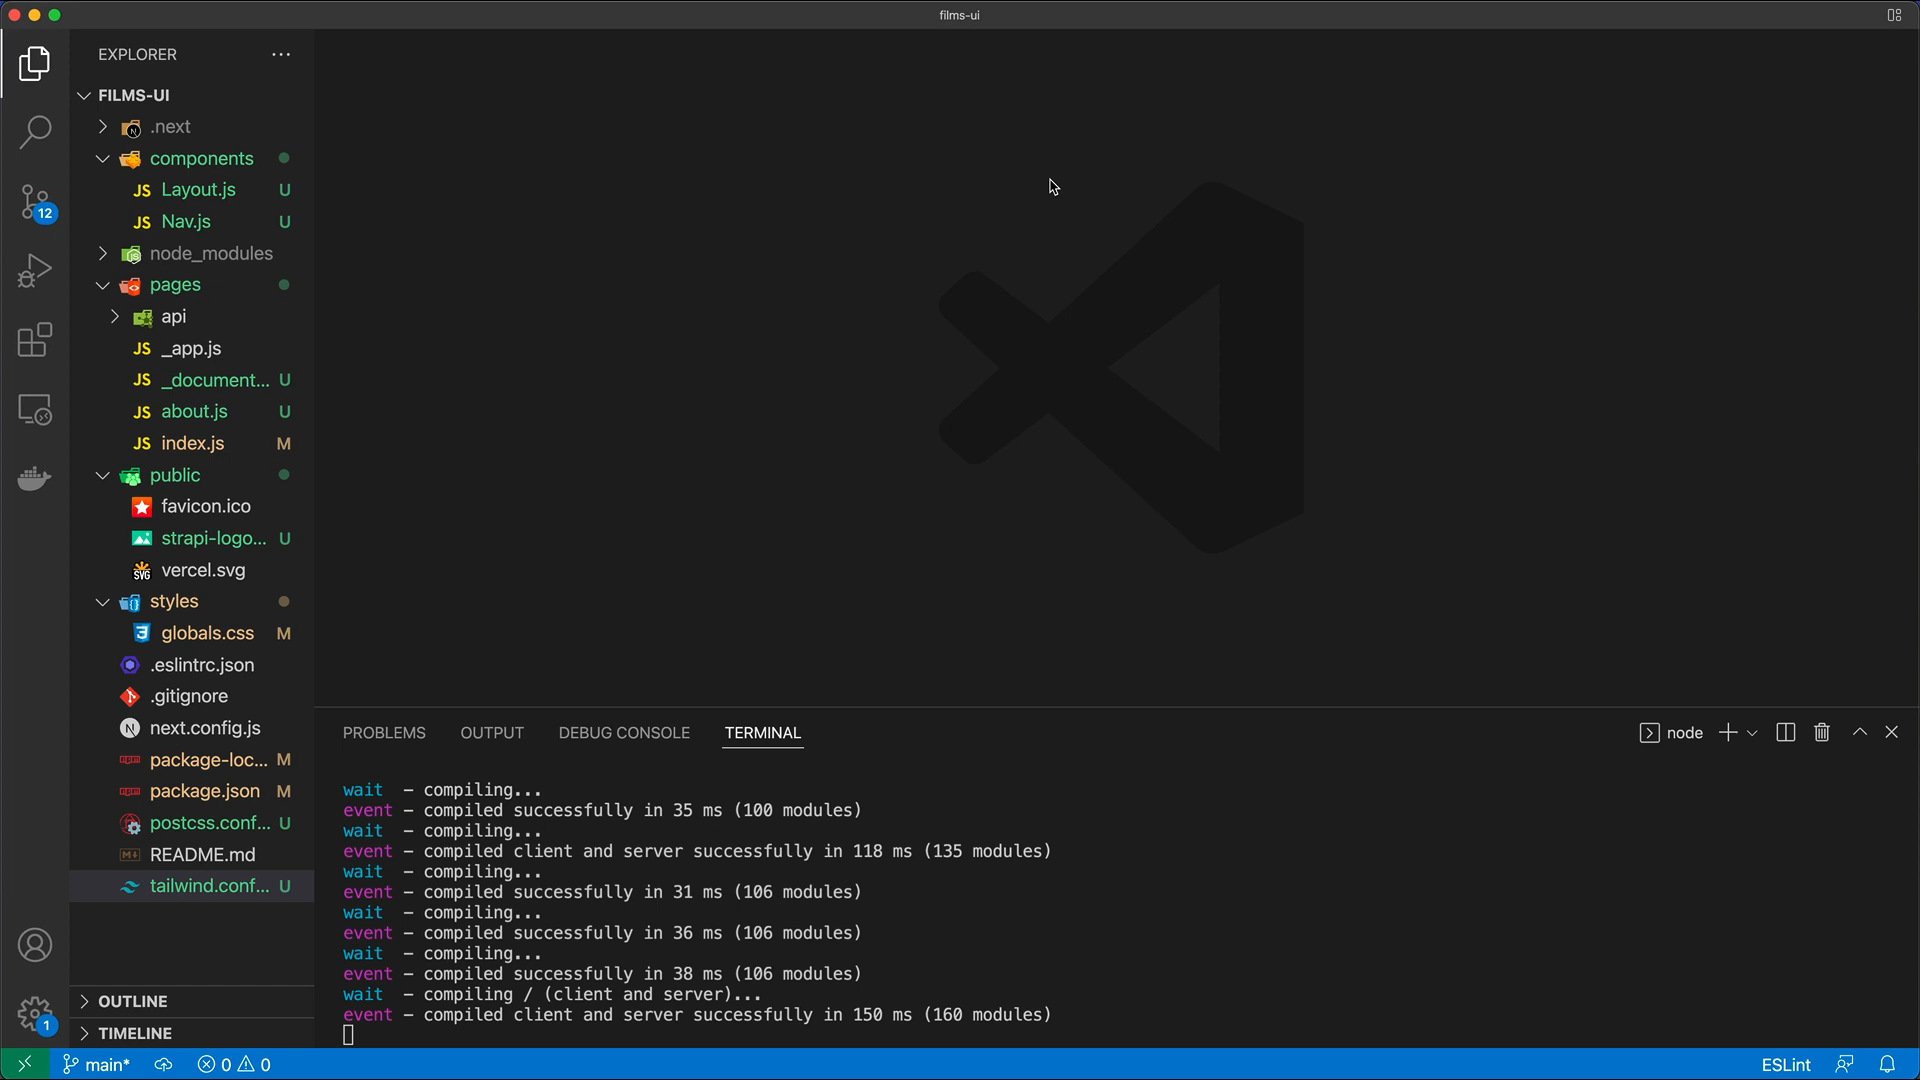 films-ui
EXPLORER
FILMS-UI
.next
components
JS Layout.js U
JS Nav.js U
node_modules
pages
api
JS _app.js
JS _document... U
JS about.js U
JS index.js M
public
favicon.ico
strapi-logo... U
SVG vercel.svg
styles
3 globals.css M
.eslintrc.json
.gitignore
N next.config.js
package-loc... M
package.json M
postcss.conf... U
README.md
tailwind.conf... U
OUTLINE
TIMELINE
12
1
PROBLEMS OUTPUT DEBUG CONSOLE TERMINAL
node
wait - compiling...
event - compiled successfully in 35 ms (100 modules)
wait - compiling...
event - compiled client and server successfully in 118 ms (135 modules)
wait - compiling...
event - compiled successfully in 31 ms (106 modules)
wait - compiling...
event - compiled successfully in 36 ms (106 modules)
wait - compiling...
event - compiled successfully in 38 ms (106 modules)
wait - compiling / (client and server)...
event - compiled client and server successfully in 150 ms (160 modules)
main* 0 0 ESLint